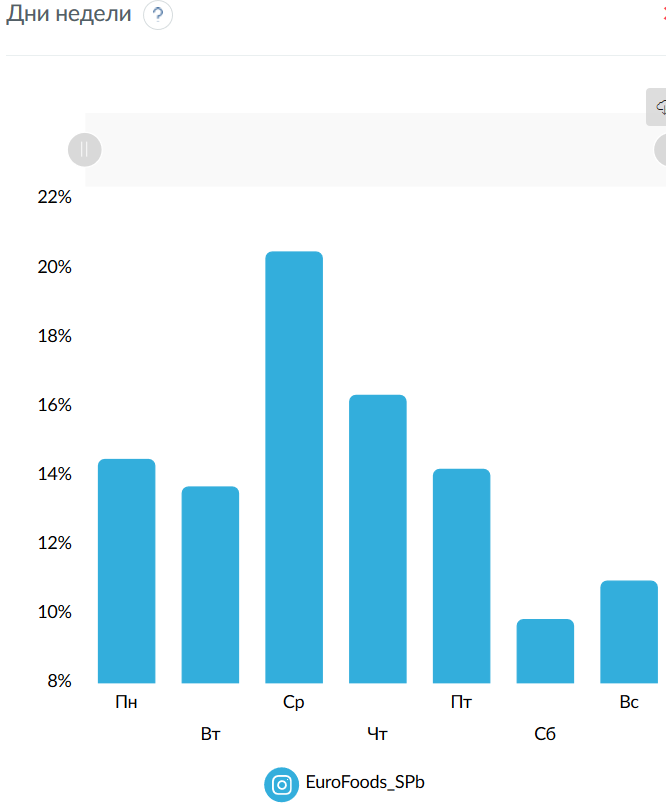 Дни недели ?
22%
20%
18%
16%
14%
12%
10%
8%
Пн
Вт
Ср
Чт
Пт
Сб
Вс
EuroFoods_SPb